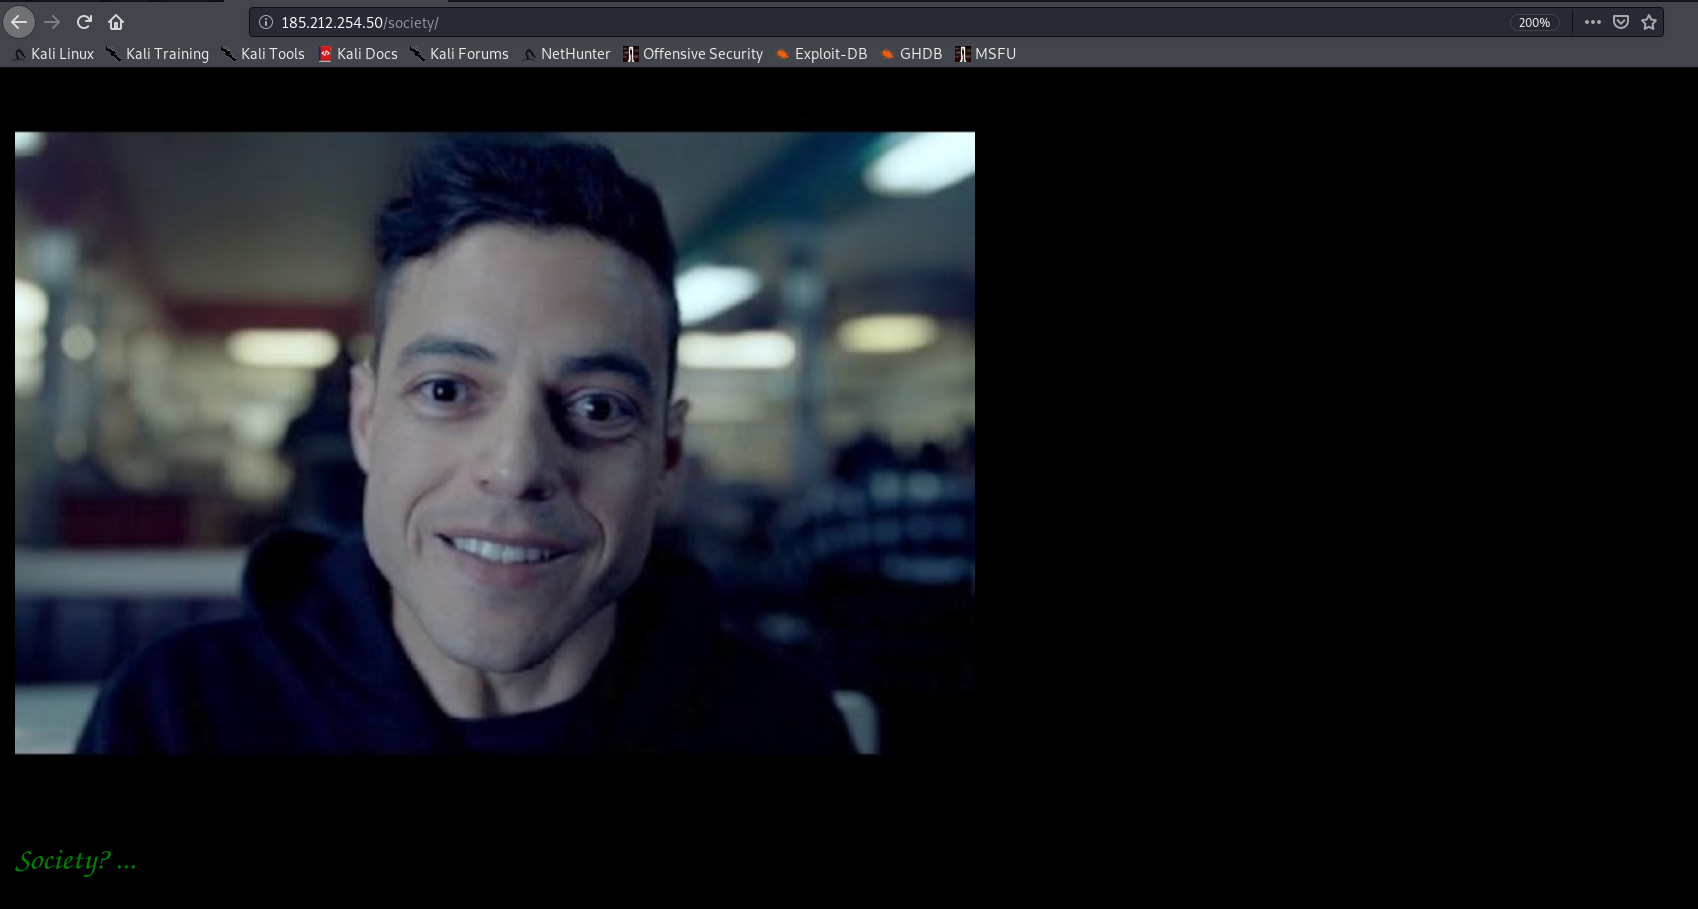 185.212.254.50/society/
200%
Kali Linux Kali Training Kali Tools Kali Docs Kali Forums NetHunter Offensive Security Exploit-DB GHDB MSFU
Society? ...